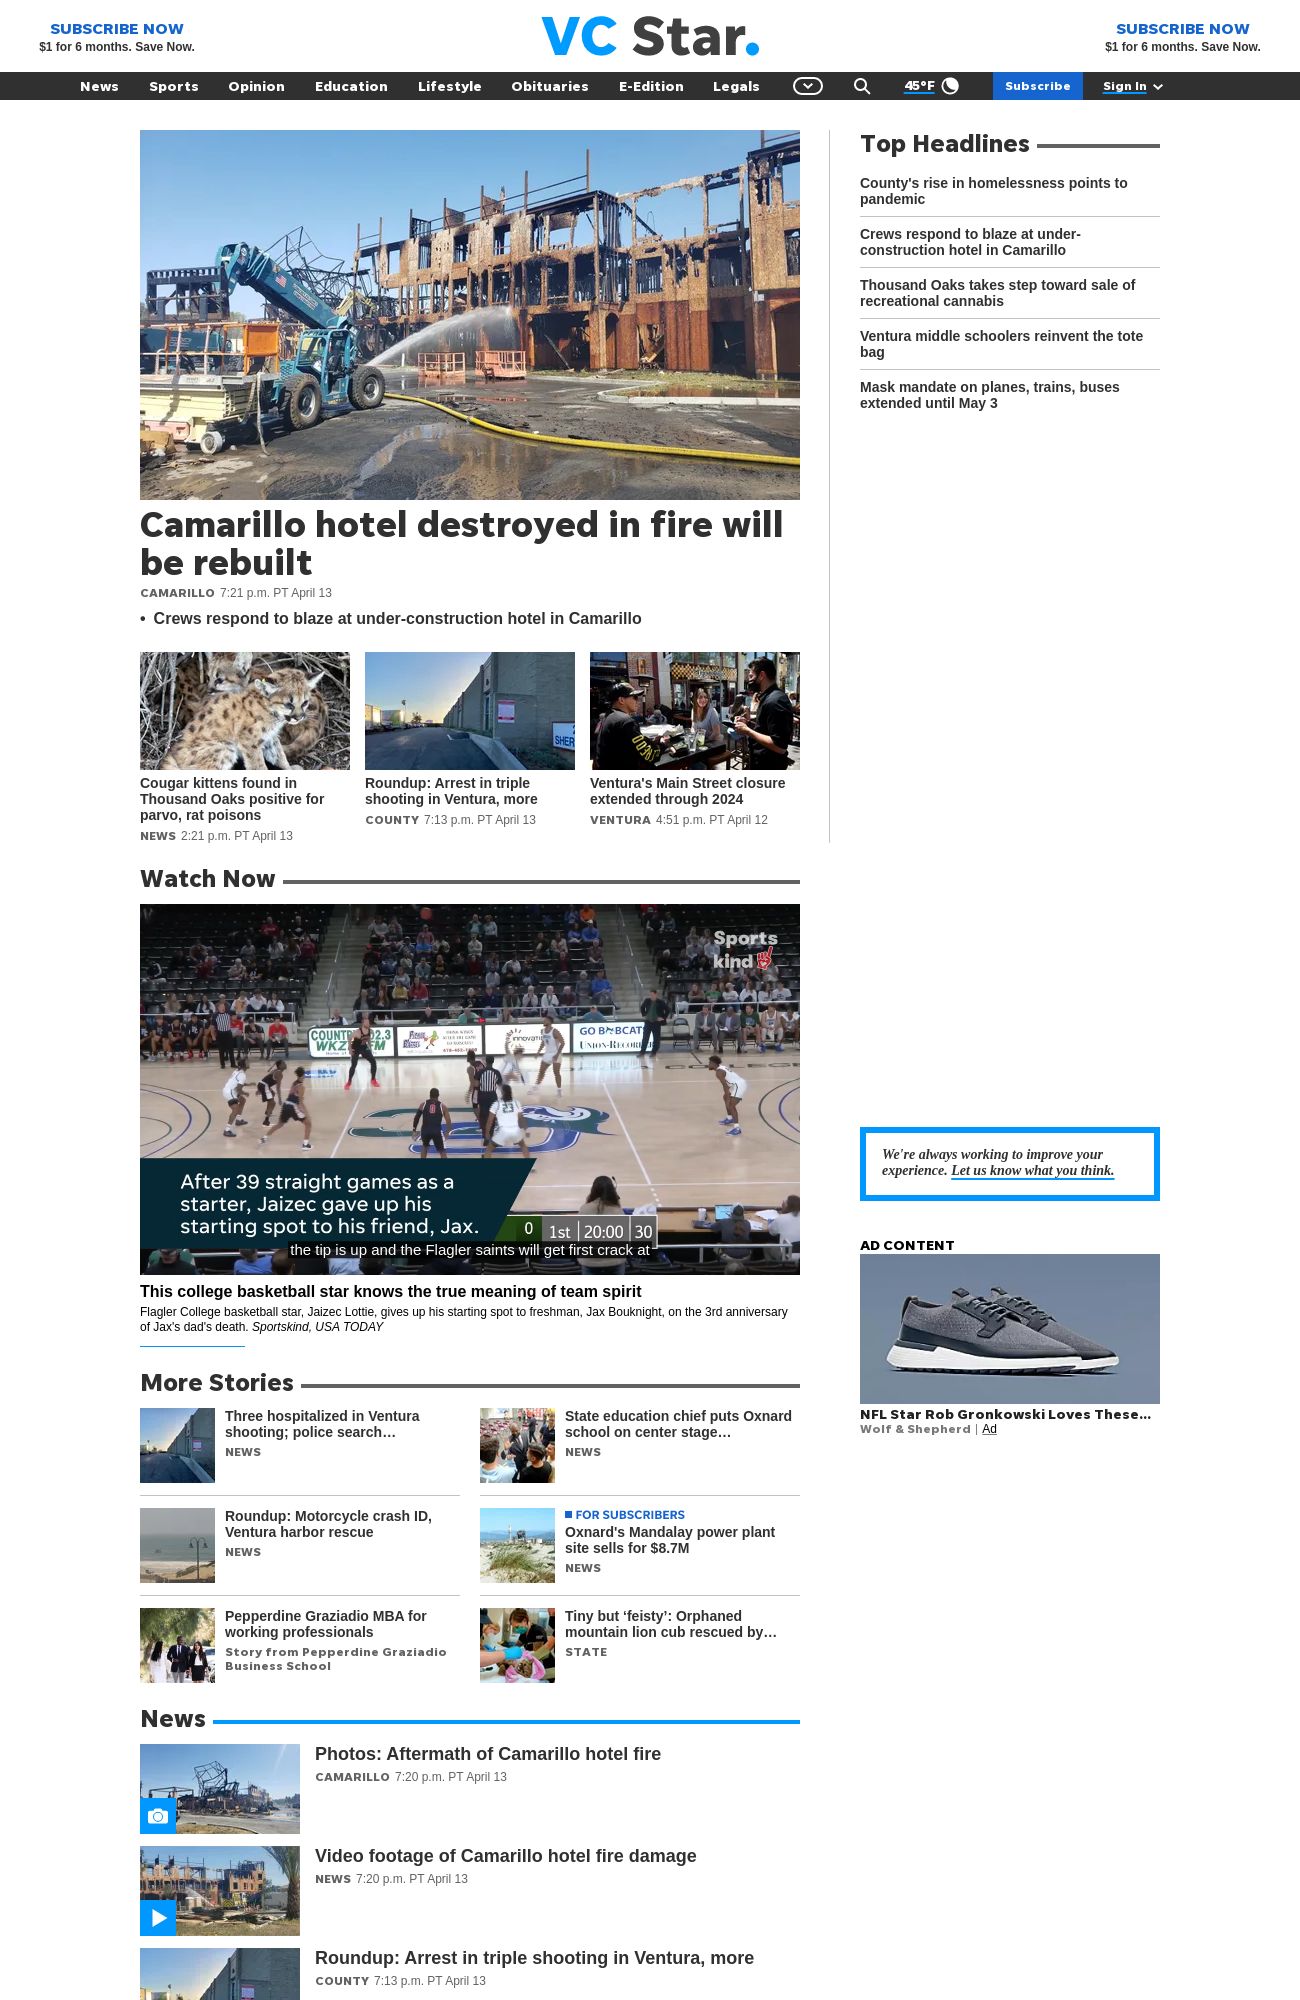 SUBSCRIBE NOW
$1 for 6 months. Save Now.
VC Star.
SUBSCRIBE NOW
$1 for 6 months. Save Now.
News Sports Opinion Education Lifestyle Obituaries E-Edition Legals 45°F Subscribe Sign In
Camarillo hotel destroyed in fire will
be rebuilt
CAMARILLO 7:21 p.m. PT April 13
• Crews respond to blaze at under-construction hotel in Camarillo
SHER
Cougar kittens found in
Thousand Oaks positive for
parvo, rat poisons
NEWS 2:21 p.m. PT April 13
Roundup: Arrest in triple
shooting in Ventura, more
COUNTY 7:13 p.m. PT April 13
Ventura's Main Street closure
extended through 2024
VENTURA 4:51 p.m. PT April 12
Top Headlines
County's rise in homelessness points to
pandemic
Crews respond to blaze at under-
construction hotel in Camarillo
Thousand Oaks takes step toward sale of
recreational cannabis
Ventura middle schoolers reinvent the tote
bag
Mask mandate on planes, trains, buses
extended until May 3
Watch Now
Sports
kind
GO BOBCATS
UNION-RECORDER
23
After 39 straight games as a
starter, Jaizec gave up his
starting spot to his friend, Jax.
0 1st 20:00 30
the tip is up and the Flagler saints will get first crack at
This college basketball star knows the true meaning of team spirit
Flagler College basketball star, Jaizec Lottie, gives up his starting spot to freshman, Jax Bouknight, on the 3rd anniversary
of Jax's dad's death. Sportskind, USA TODAY
We're always working to improve your
experience. Let us know what you think.
AD CONTENT
NFL Star Rob Gronkowski Loves These...
Wolf & Shepherd | Ad
More Stories
Three hospitalized in Ventura
shooting; police search…
NEWS
State education chief puts Oxnard
school on center stage…
NEWS
Roundup: Motorcycle crash ID,
Ventura harbor rescue
NEWS
FOR SUBSCRIBERS
Oxnard's Mandalay power plant
site sells for $8.7M
NEWS
Pepperdine Graziadio MBA for
working professionals
Story from Pepperdine Graziadio
Business School
Tiny but ‘feisty’: Orphaned
mountain lion cub rescued by…
STATE
News
Photos: Aftermath of Camarillo hotel fire
CAMARILLO 7:20 p.m. PT April 13
Video footage of Camarillo hotel fire damage
NEWS 7:20 p.m. PT April 13
Roundup: Arrest in triple shooting in Ventura, more
COUNTY 7:13 p.m. PT April 13